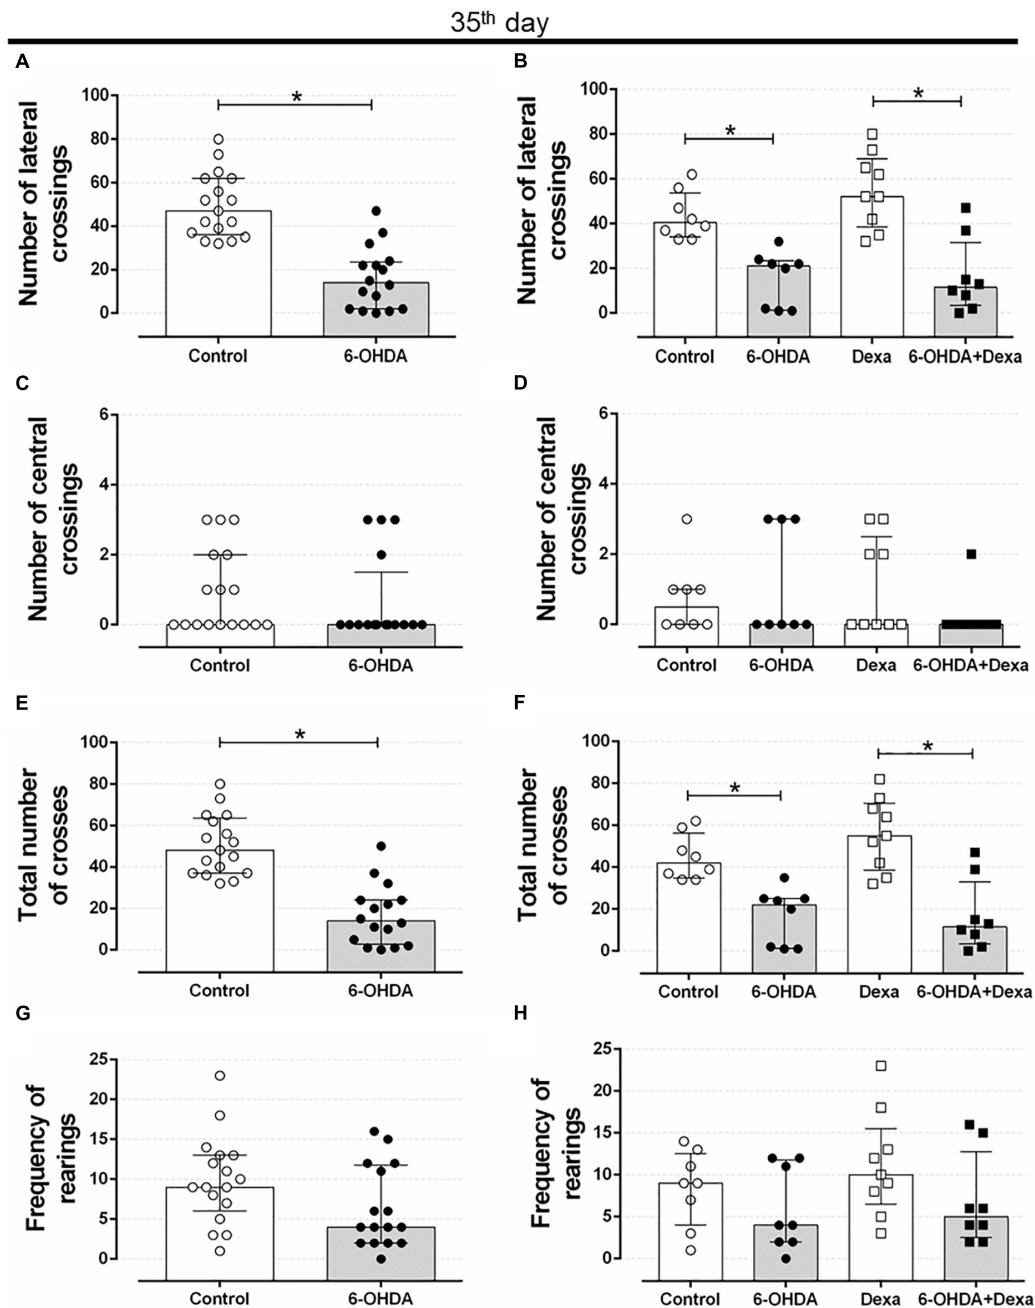 35th day
A
Number of lateral
crossings
100
80
60
40
20
0
*
Control
6-OHDA
B
Number of lateral
crossings
100
80
60
40
20
0
*
*
Control
6-OHDA
Dexa
6-OHDA+Dexa
C
Number of central
crossings
6
4
2
0
Control
6-OHDA
D
Number of central
crossings
6
4
2
0
Control
6-OHDA
Dexa
6-OHDA+Dexa
E
Total number
of crosses
100
80
60
40
20
0
*
Control
6-OHDA
F
Total number
of crosses
100
80
60
40
20
0
*
*
Control
6-OHDA
Dexa
6-OHDA+Dexa
G
Frequency of
rearings
25
20
15
10
5
0
Control
6-OHDA
H
Frequency of
rearings
25
20
15
10
5
0
Control
6-OHDA
Dexa
6-OHDA+Dexa